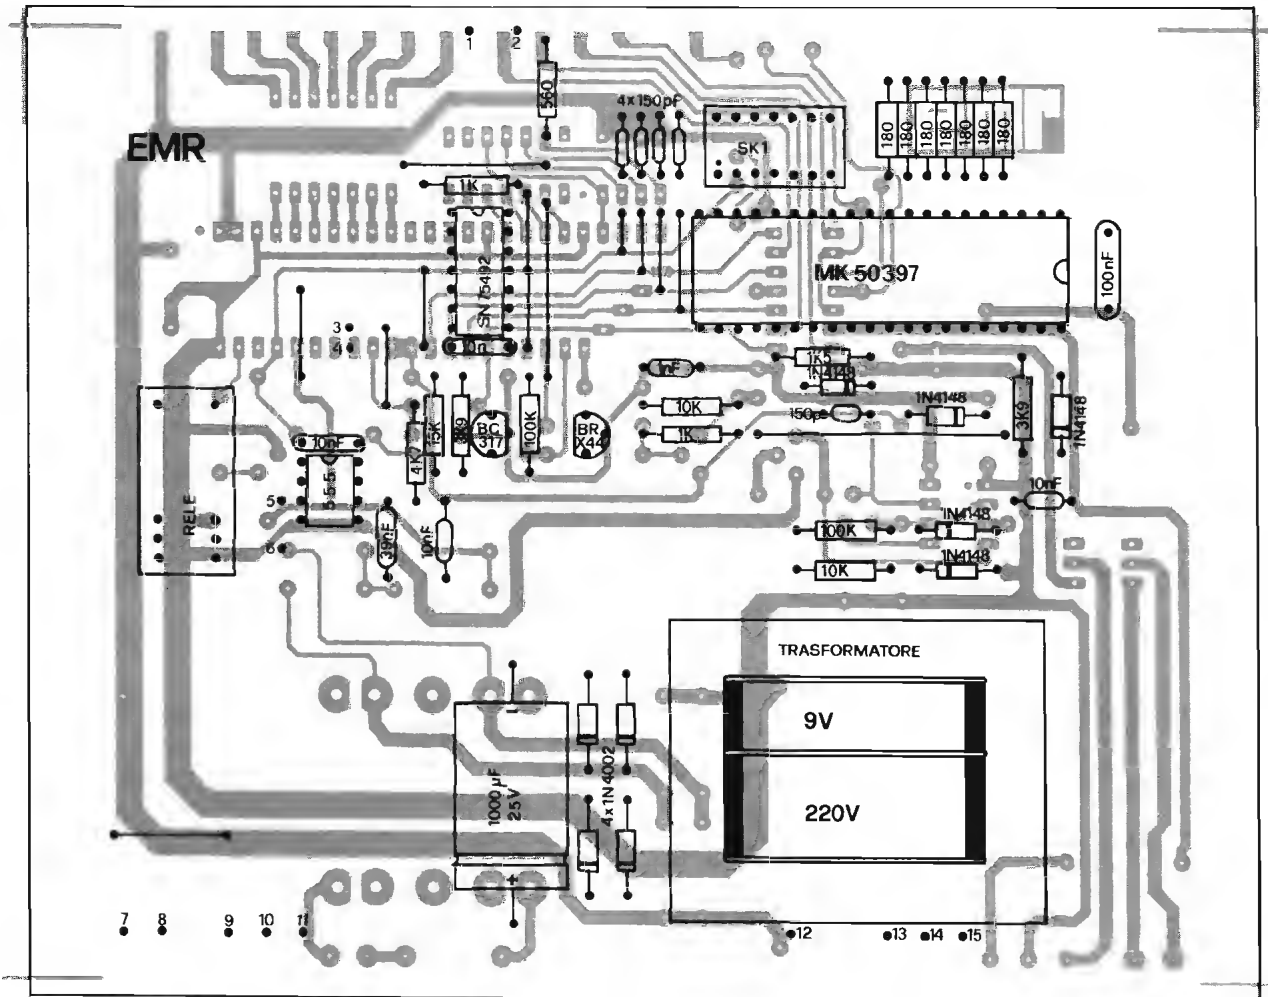 1
2
560
4x150pF
SK1
180
180
180
180
180
180
180
EMR
1K
SN 75492
MK 50397
100nF
3
4
10n
1nF
1K5
1N4148
150p
1N4148
3K9
1N4148
10K
1K
15K
3K9
BC
317
100K
BR
X44
4K7
10nF
555
5
6
RELE
39nF
10nF
10nF
100K
1N4148
10K
1N4148
TRASFORMATORE
9V
220V
-
1000µF
25V
+
4x1N4002
7
8
9
10
11
12
13
14
15